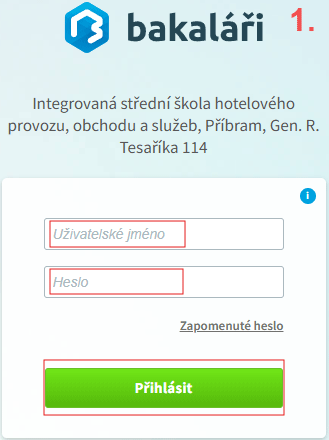 bakaláři 1.
Integrovaná střední škola hotelového
provozu, obchodu a služeb, Příbram, Gen. R.
Tesaříka 114
i
Uživatelské jméno
Heslo
Zapomenuté heslo
Přihlásit